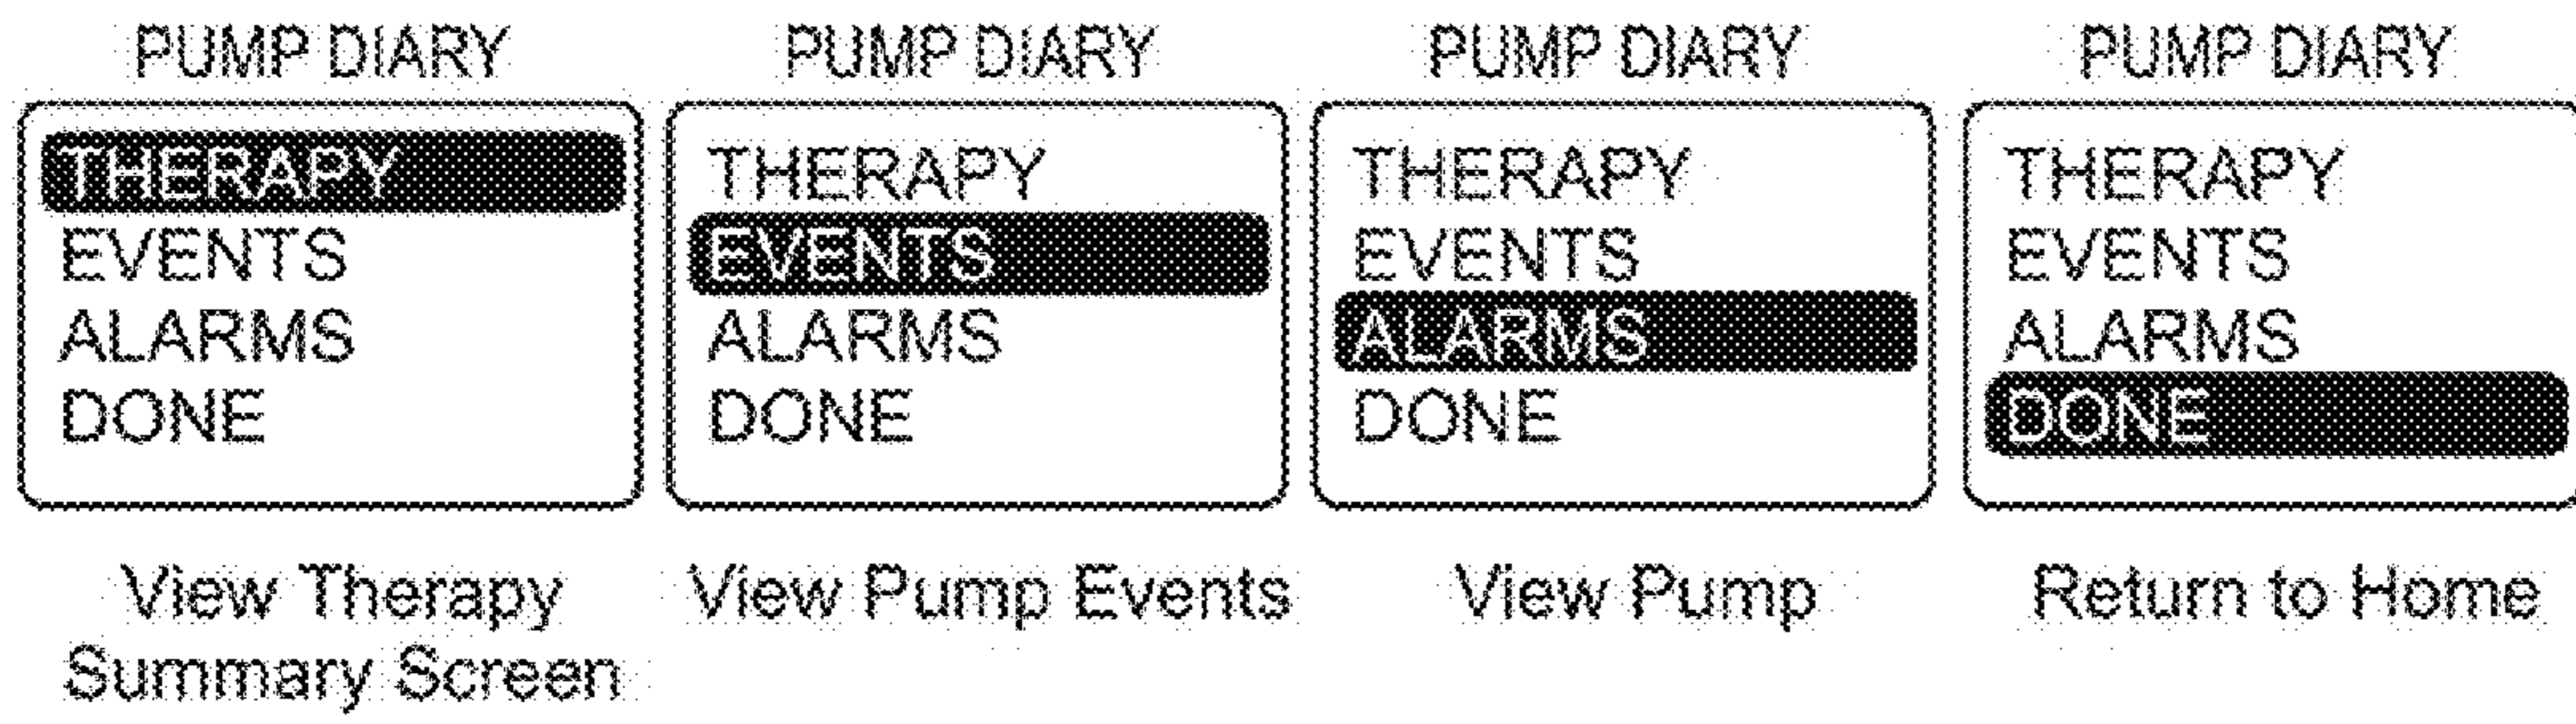 PUMP DIARY
THERAPY
EVENTS
ALARMS
DONE
View Therapy
Summary Screen
PUMP DIARY
THERAPY
EVENTS
ALARMS
DONE
View Pump Events
PUMP DIARY
THERAPY
EVENTS
ALARMS
DONE
View Pump
PUMP DIARY
THERAPY
EVENTS
ALARMS
DONE
Return to Home